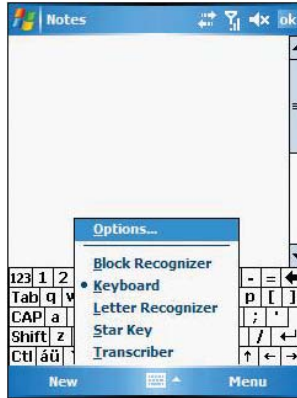 Notes ok
Options...
Block Recognizer
Keyboard
Letter Recognizer
Star Key
Transcriber
123 1 2 - =
Tab q w p [ ]
CAP a ; '
Shift z /
Ctl áü `
New Menu